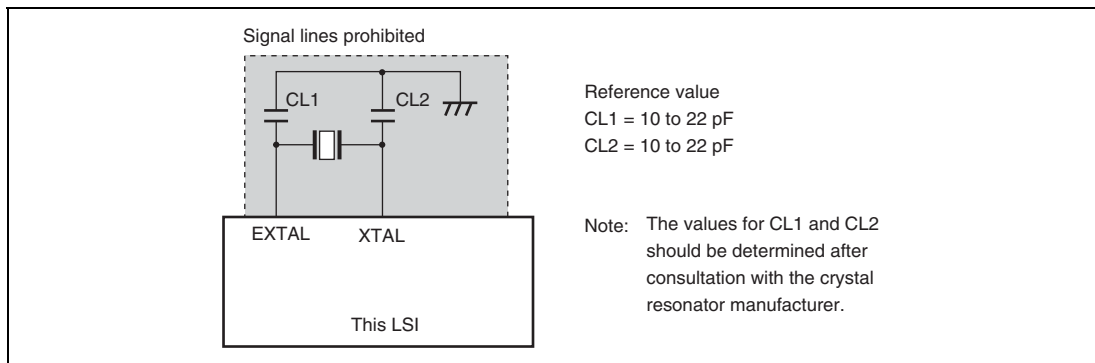 Signal lines prohibited
CL1
CL2
EXTAL
XTAL
This LSI
Reference value
CL1 = 10 to 22 pF
CL2 = 10 to 22 pF
Note: The values for CL1 and CL2
should be determined after
consultation with the crystal
resonator manufacturer.